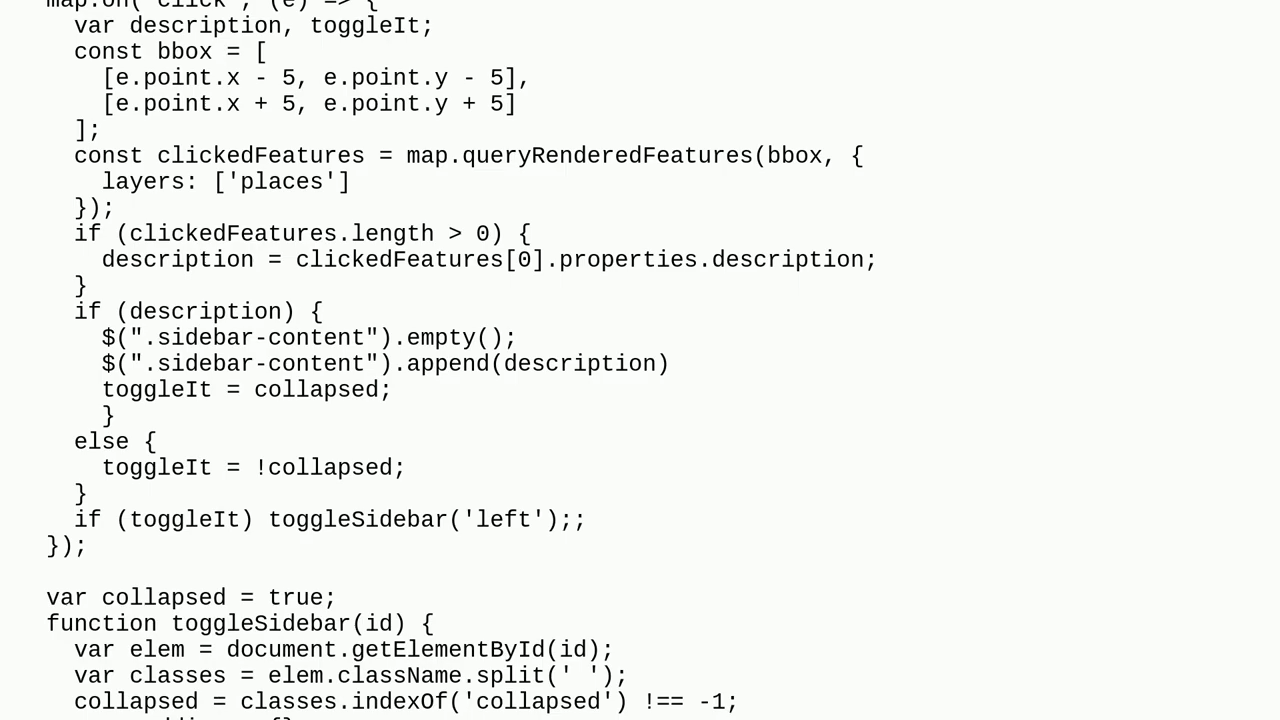 map.on('click', (e) => {
  var description, toggleIt;
  const bbox = [
    [e.point.x - 5, e.point.y - 5],
    [e.point.x + 5, e.point.y + 5]
  ];
  const clickedFeatures = map.queryRenderedFeatures(bbox, {
    layers: ['places']
  });
  if (clickedFeatures.length > 0) {
    description = clickedFeatures[0].properties.description;
  }
  if (description) {
    $(".sidebar-content").empty();
    $(".sidebar-content").append(description)
    toggleIt = collapsed;
    }
  else {
    toggleIt = !collapsed;
  }
  if (toggleIt) toggleSidebar('left');;
});

var collapsed = true;
function toggleSidebar(id) {
  var elem = document.getElementById(id);
  var classes = elem.className.split(' ');
  collapsed = classes.indexOf('collapsed') !== -1;